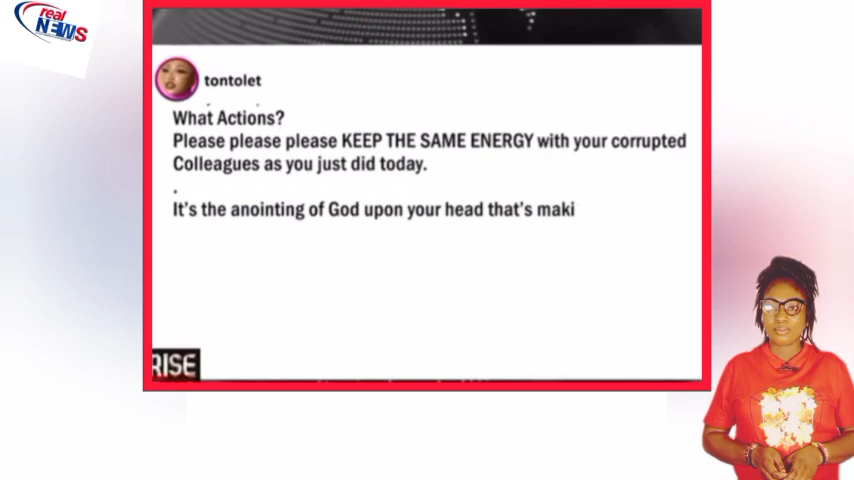 real
NEWS
tontolet
What Actions?
Please please please KEEP THE SAME ENERGY with your corrupted
Colleagues as you just did today.
.
It's the anointing of God upon your head that's maki
RISE